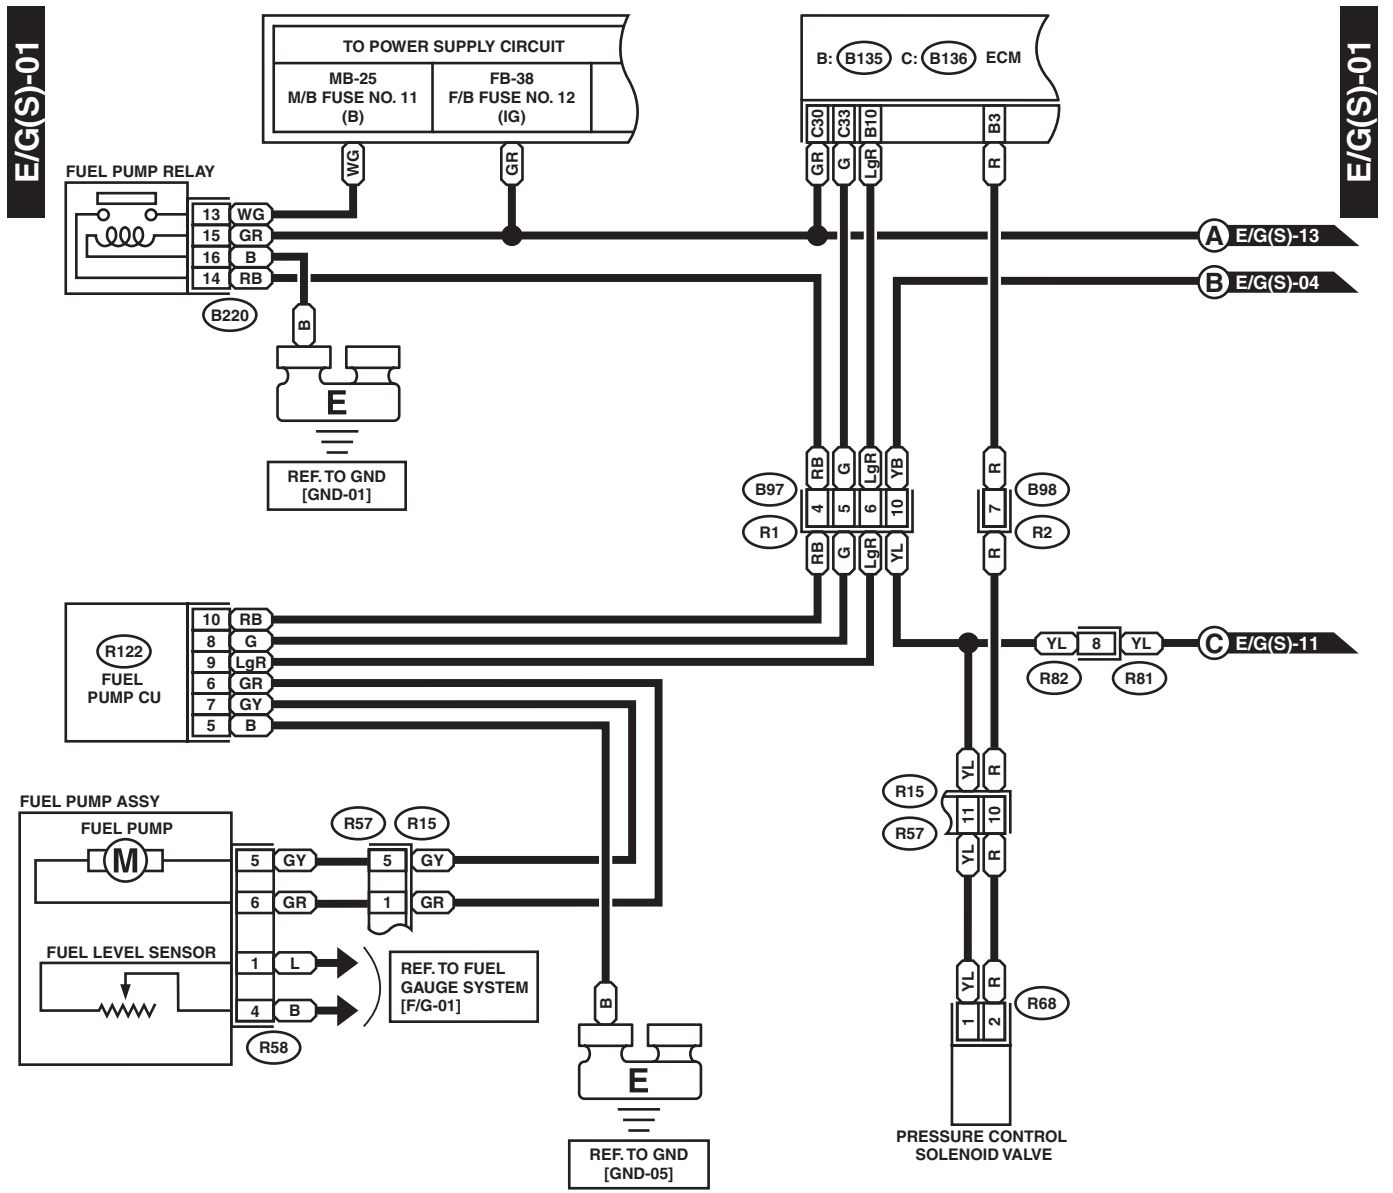 E/G(S)-01
E/G(S)-01
TO POWER SUPPLY CIRCUIT
MB-25
M/B FUSE NO. 11
(B)
FB-38
F/B FUSE NO. 12
(IG)
B: B135 C: B136 ECM
C30 C33 B10 B3
WG
GR
GR G LgR R
FUEL PUMP RELAY
13 WG
15 GR
16 B
14 RB
B220
B
E
REF. TO GND
[GND-01]
A E/G(S)-13
B E/G(S)-04
RB G LgR YB
R
B97
4 5 6 10
R1
RB G LgR YL
B98
7
R2
R
R122
FUEL
PUMP CU
10 RB
8 G
9 LgR
6 GR
7 GY
5 B
YL 8 YL
R82 R81
C E/G(S)-11
FUEL PUMP ASSY
FUEL PUMP
M
5 GY
6 GR
R57 R15
5 GY
1 GR
FUEL LEVEL SENSOR
1 L
4 B
R58
REF. TO FUEL
GAUGE SYSTEM
[F/G-01]
B
E
REF. TO GND
[GND-05]
YL R
R15
11 10
R57
YL R
YL R
R68
1 2
PRESSURE CONTROL
SOLENOID VALVE